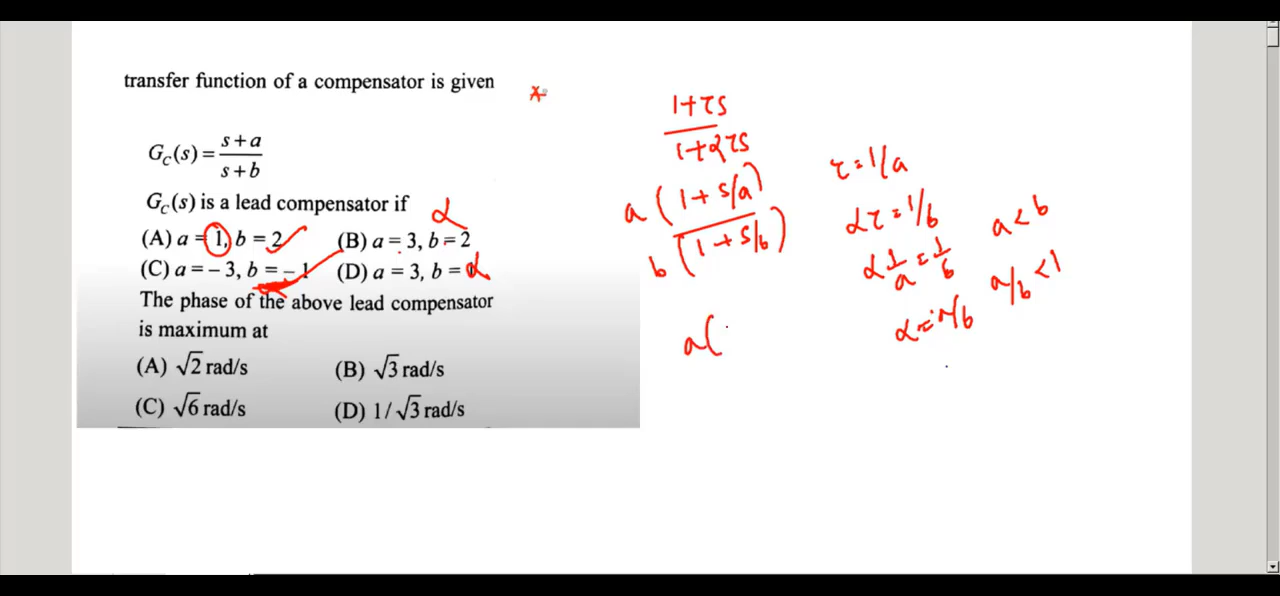 transfer function of a compensator is given
G_C(s) = (s+a)/(s+b)
G_C(s) is a lead compensator if
(A) a = 1, b = 2 (B) a = 3, b = 2
(C) a = – 3, b = – 1 (D) a = 3, b =
The phase of the above lead compensator
is maximum at
(A) √2 rad/s (B) √3 rad/s
(C) √6 rad/s (D) 1/√3 rad/s
α
α
1+τs
1+ατs
a(1+s/a)
b(1+s/b)
a(
τ=1/a
ατ=1/b
α 1/a = 1/b
α = a/b
a<b
a/b<1